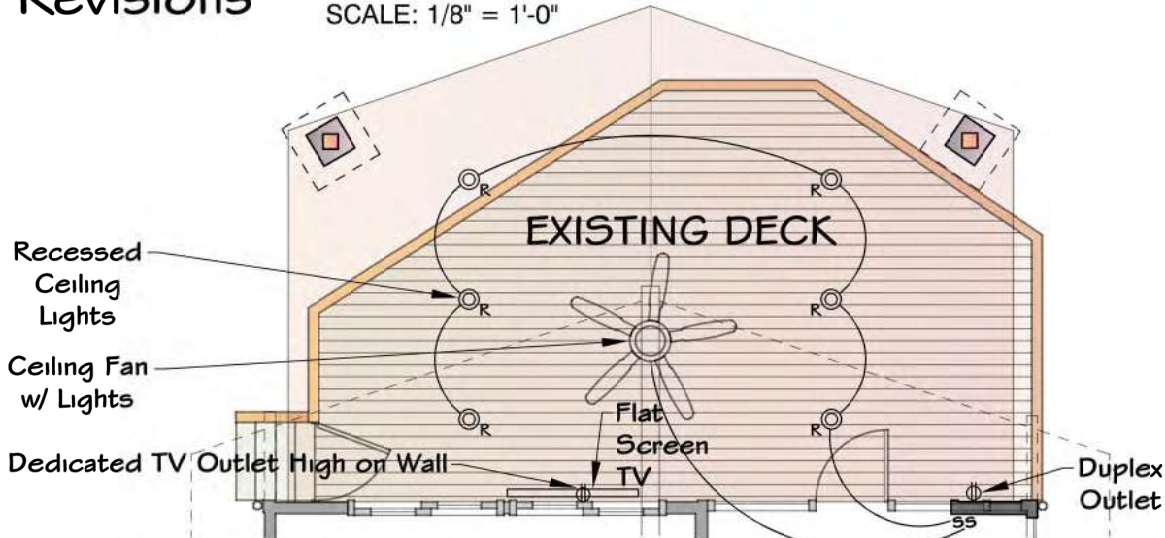 Revisions
SCALE: 1/8" = 1'-0"
R
R
EXISTING DECK
Recessed
Ceiling
Lights
R
R
Ceiling Fan
w/ Lights
Flat
Screen
TV
R
R
Dedicated TV Outlet High on Wall
Duplex
Outlet
SS